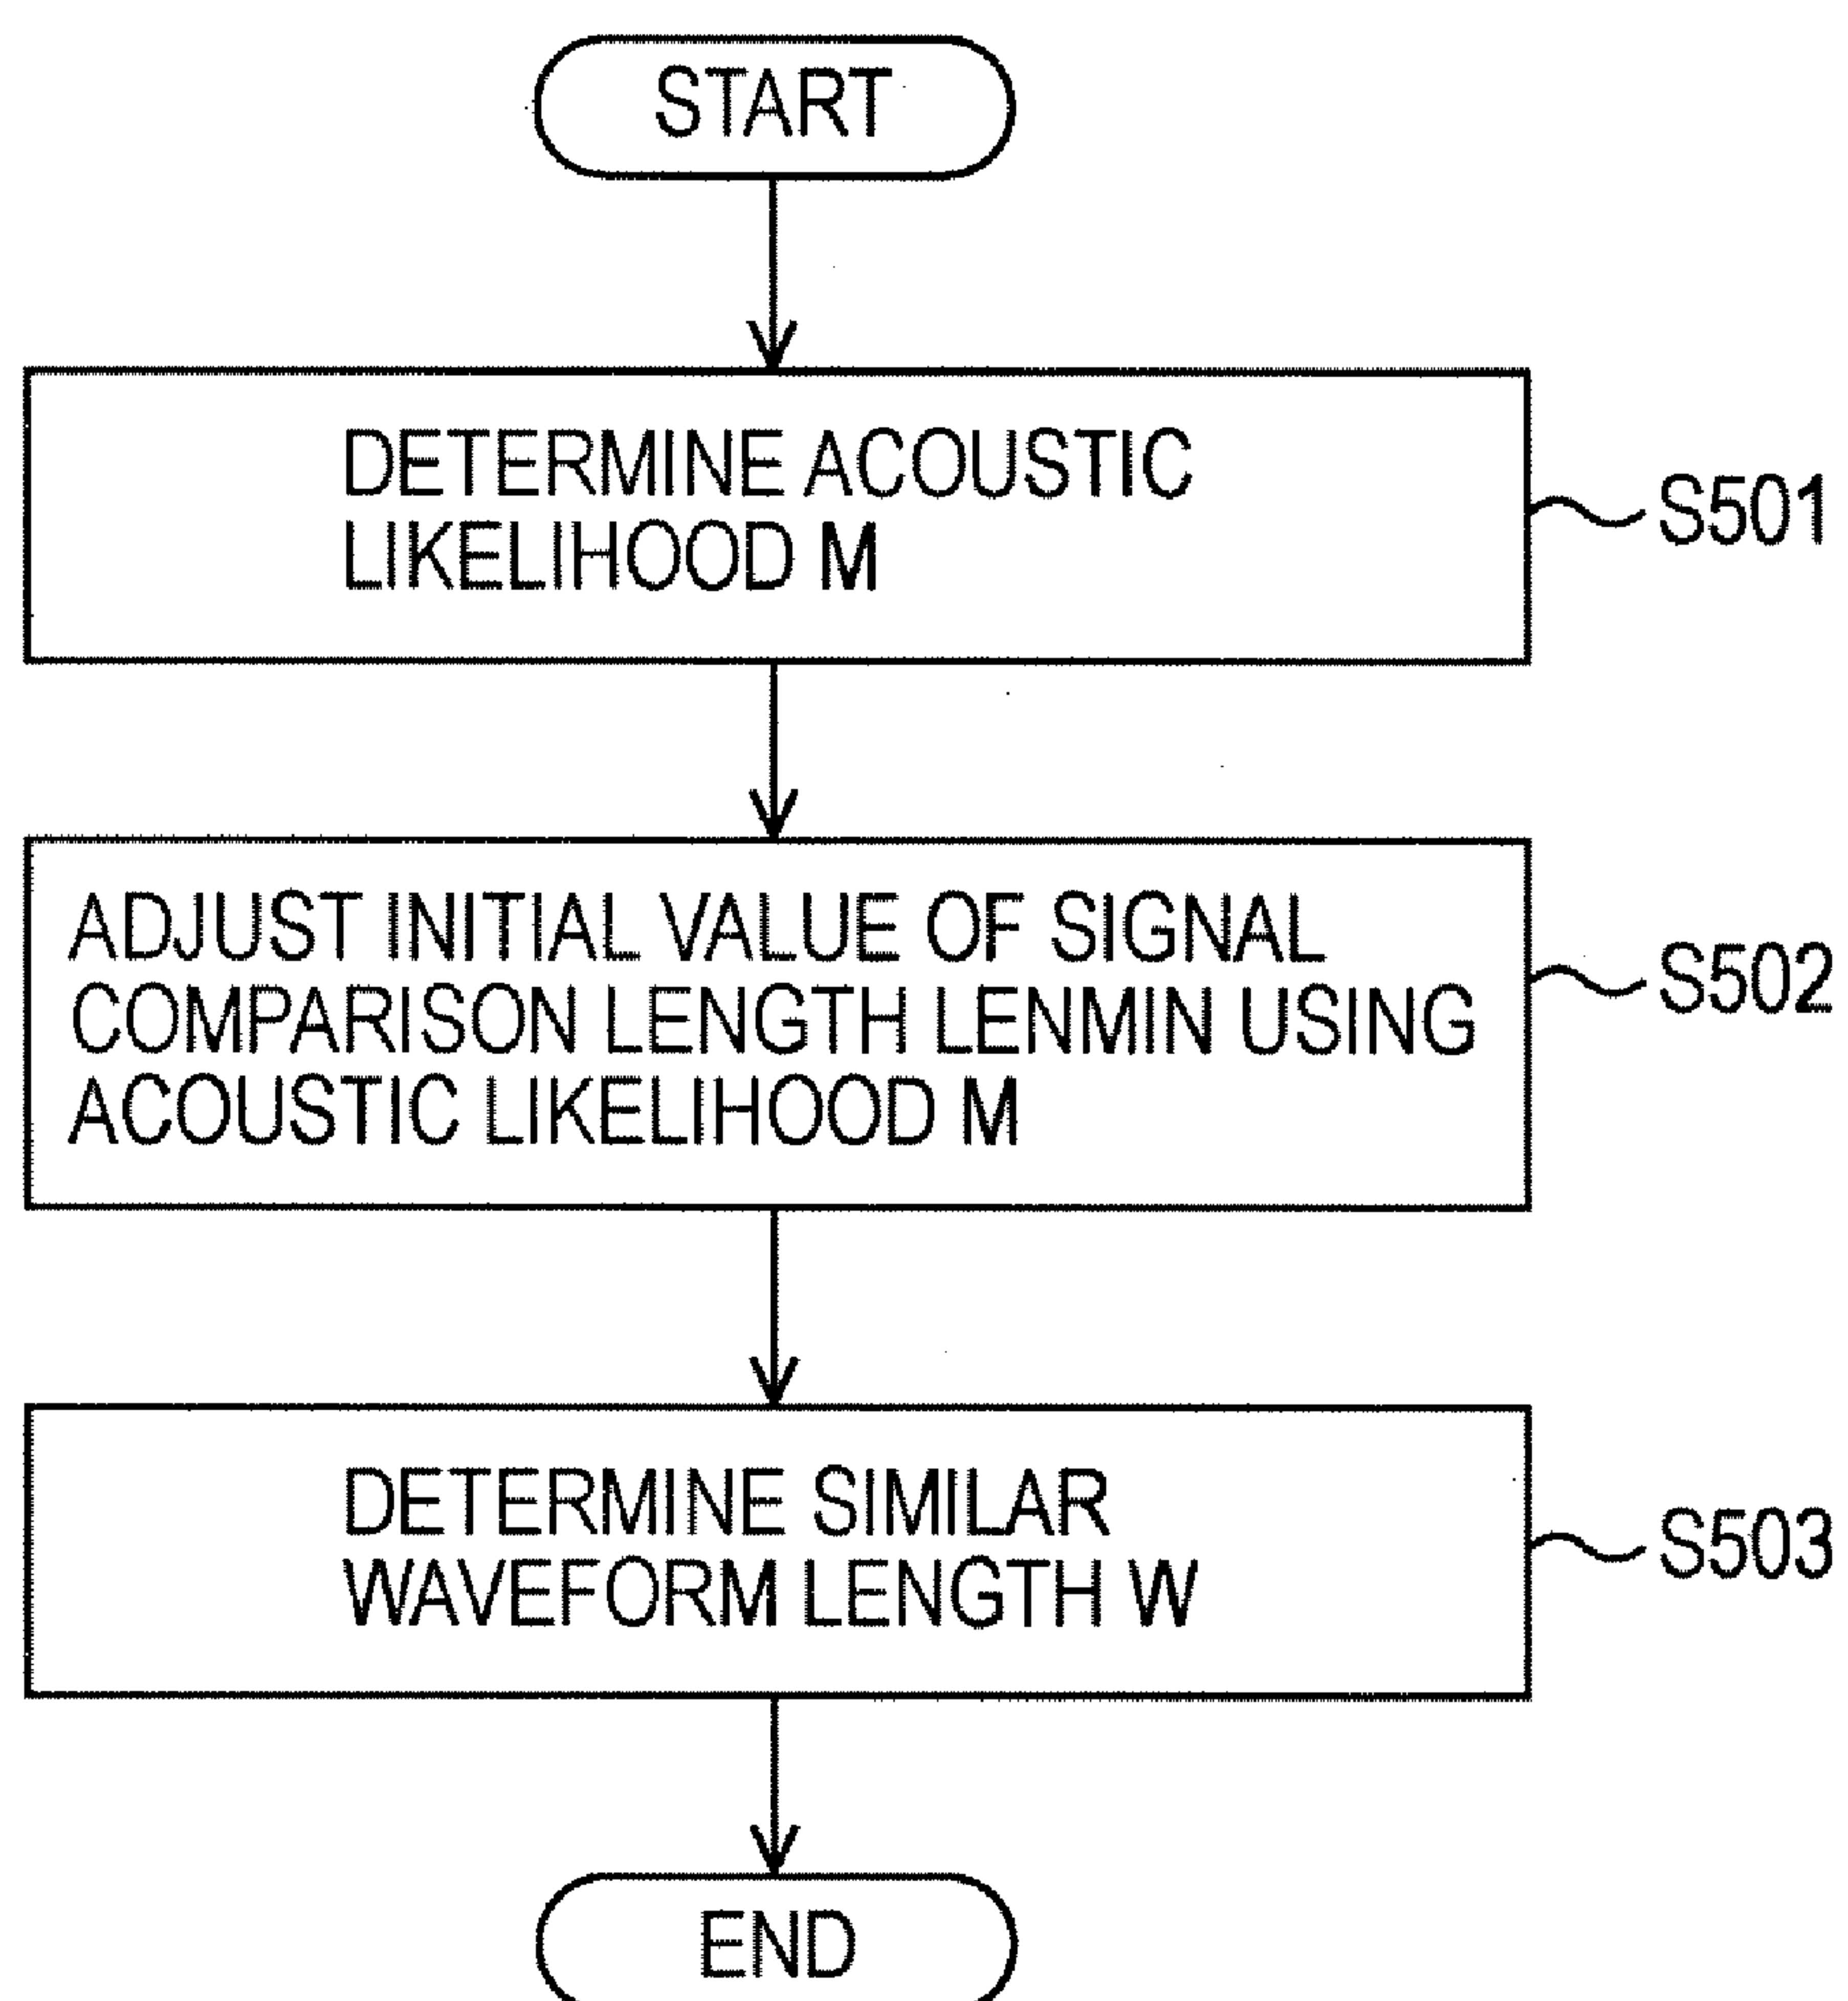 START
DETERMINE ACOUSTIC
LIKELIHOOD M
S501
ADJUST INITIAL VALUE OF SIGNAL
COMPARISON LENGTH LENMIN USING
ACOUSTIC LIKELIHOOD M
S502
DETERMINE SIMILAR
WAVEFORM LENGTH W
S503
END